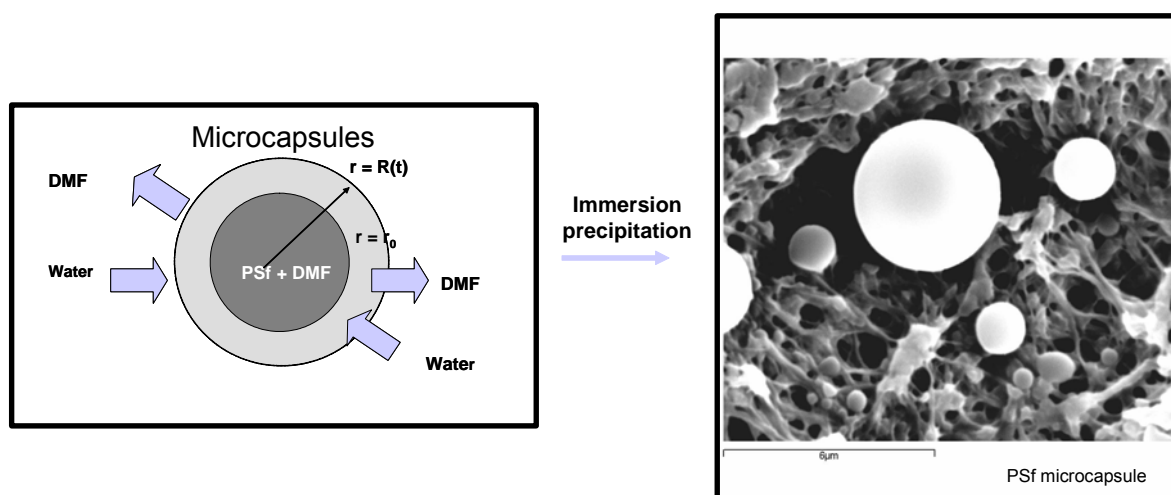 Microcapsules
r = R(t)
DMF
r = r0
Water
PSf + DMF
DMF
Water
Immersion
precipitation
6µm
PSf microcapsule